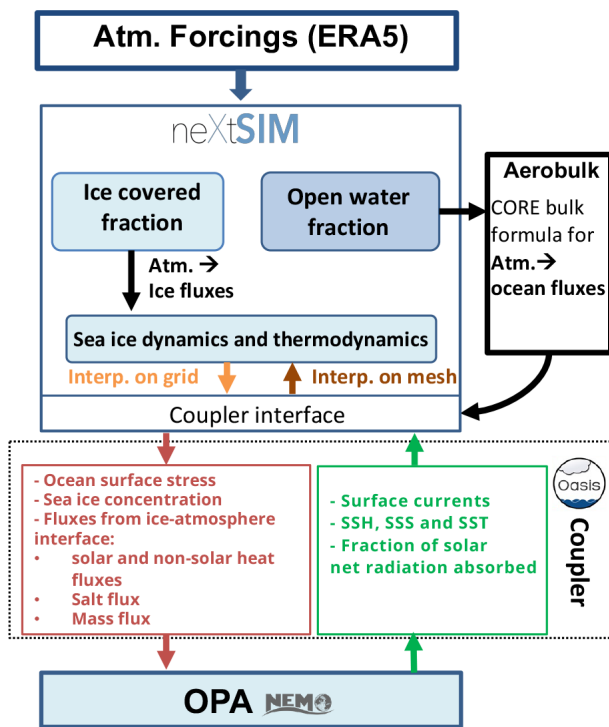 Atm. Forcings (ERA5)
neXtSIM
Ice covered
fraction
Open water
fraction
Aerobulk
CORE bulk
formula for
Atm.→
ocean fluxes
Atm. →
Ice fluxes
Sea ice dynamics and thermodynamics
Interp. on grid
Interp. on mesh
Coupler interface
- Ocean surface stress
- Sea ice concentration
- Fluxes from ice-atmosphere
interface:
• solar and non-solar heat
fluxes
• Salt flux
• Mass flux
- Surface currents
- SSH, SSS and SST
- Fraction of solar
net radiation absorbed
Oasis
Coupler
OPA NEMO